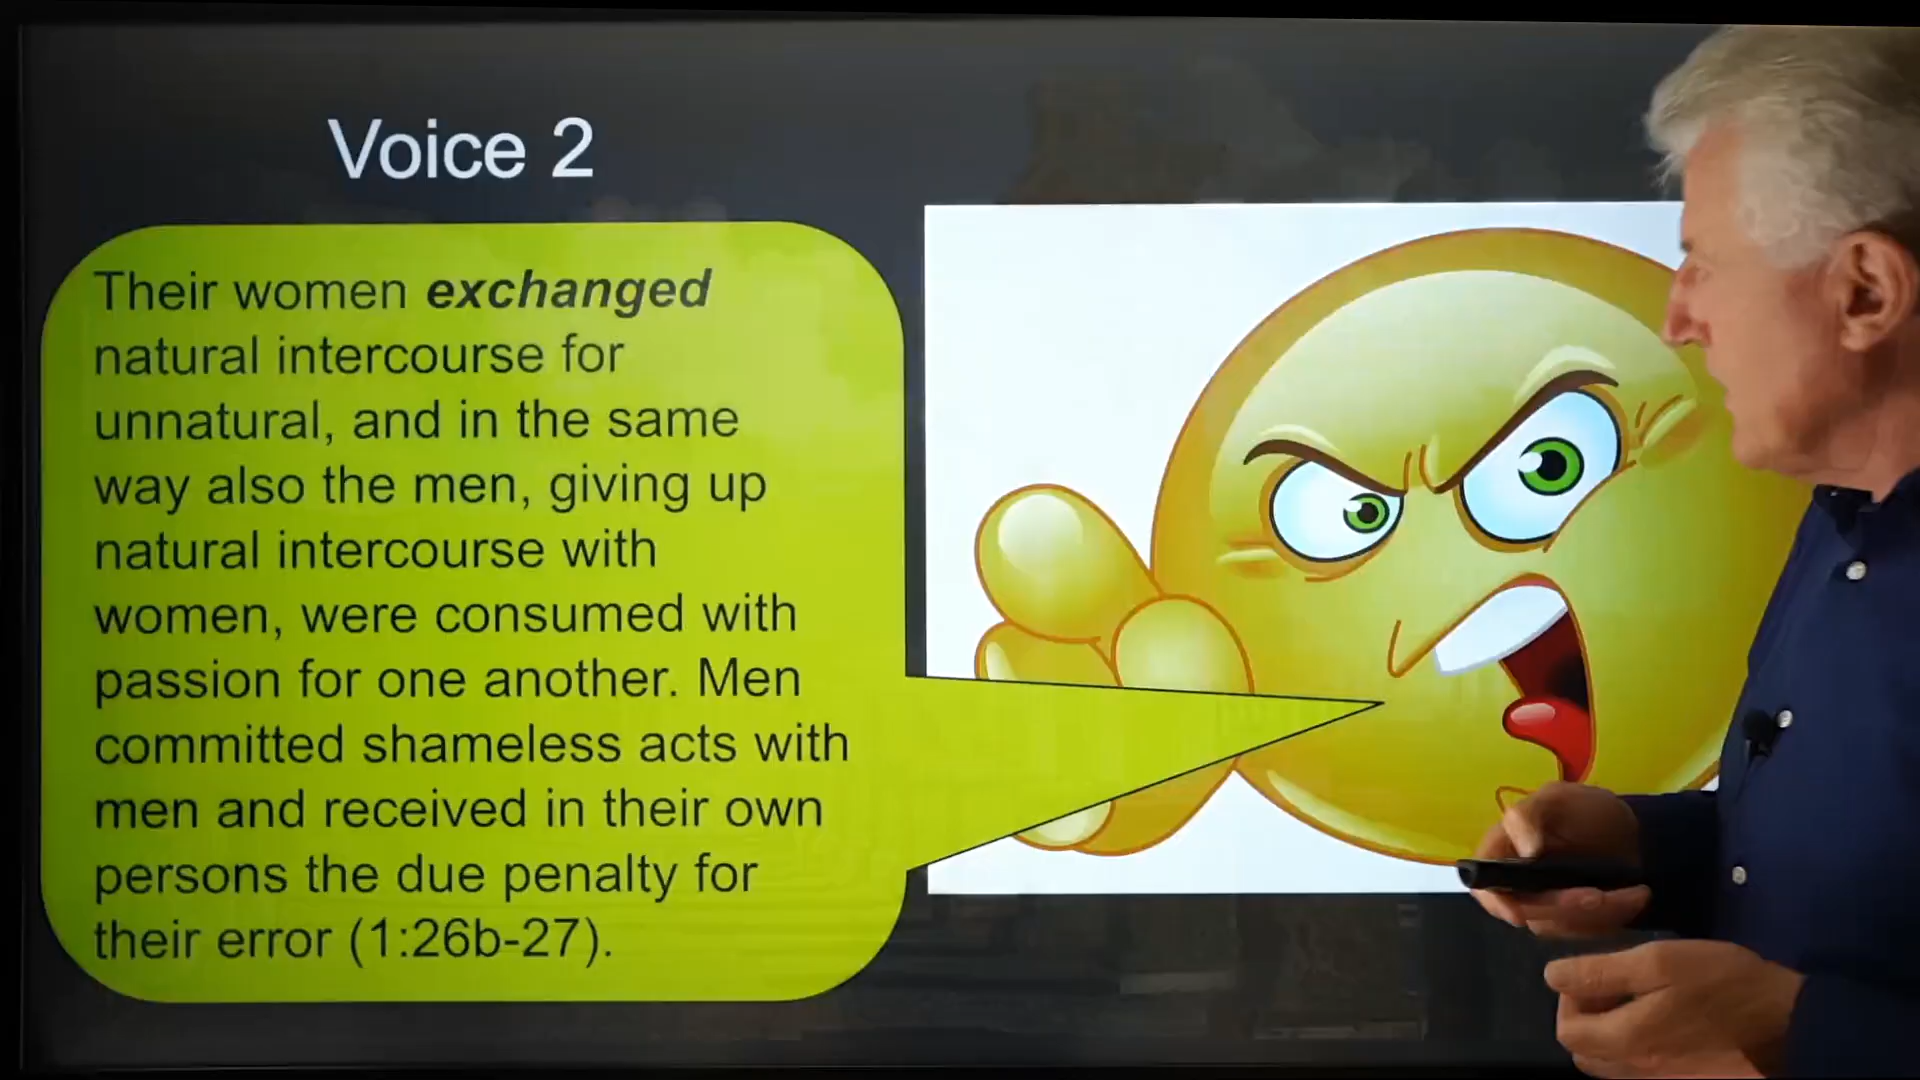 Voice 2
Their women exchanged
natural intercourse for
unnatural, and in the same
way also the men, giving up
natural intercourse with
women, were consumed with
passion for one another. Men
committed shameless acts with
men and received in their own
persons the due penalty for
their error (1:26b-27).